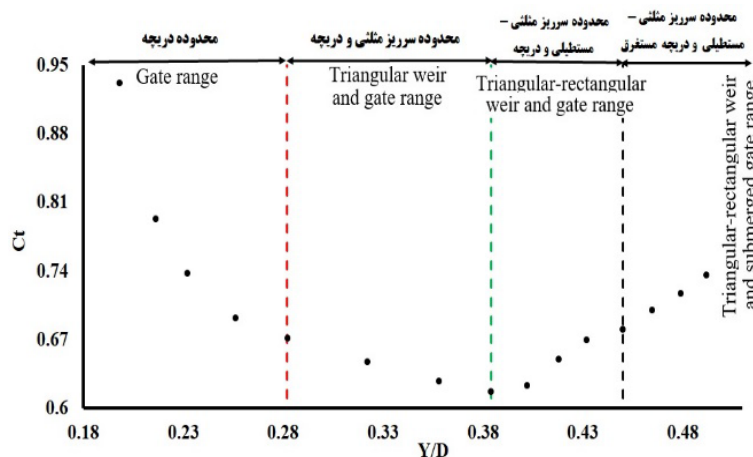 محدوده دریچه
Gate range
محدوده سرریز مثلثی و دریچه
Triangular weir
and gate range
محدوده سرریز مثلثی –
مستطیلی و دریچه
Triangular-rectangular
weir and gate range
محدوده سرریز مثلثی –
مستطیلی و دریچه مستغرق
Triangular-rectangular weir
and submerged gate range
0.95
0.88
0.81
0.74
0.67
0.6
Ct
0.18 0.23 0.28 0.33 0.38 0.43 0.48
Y/D